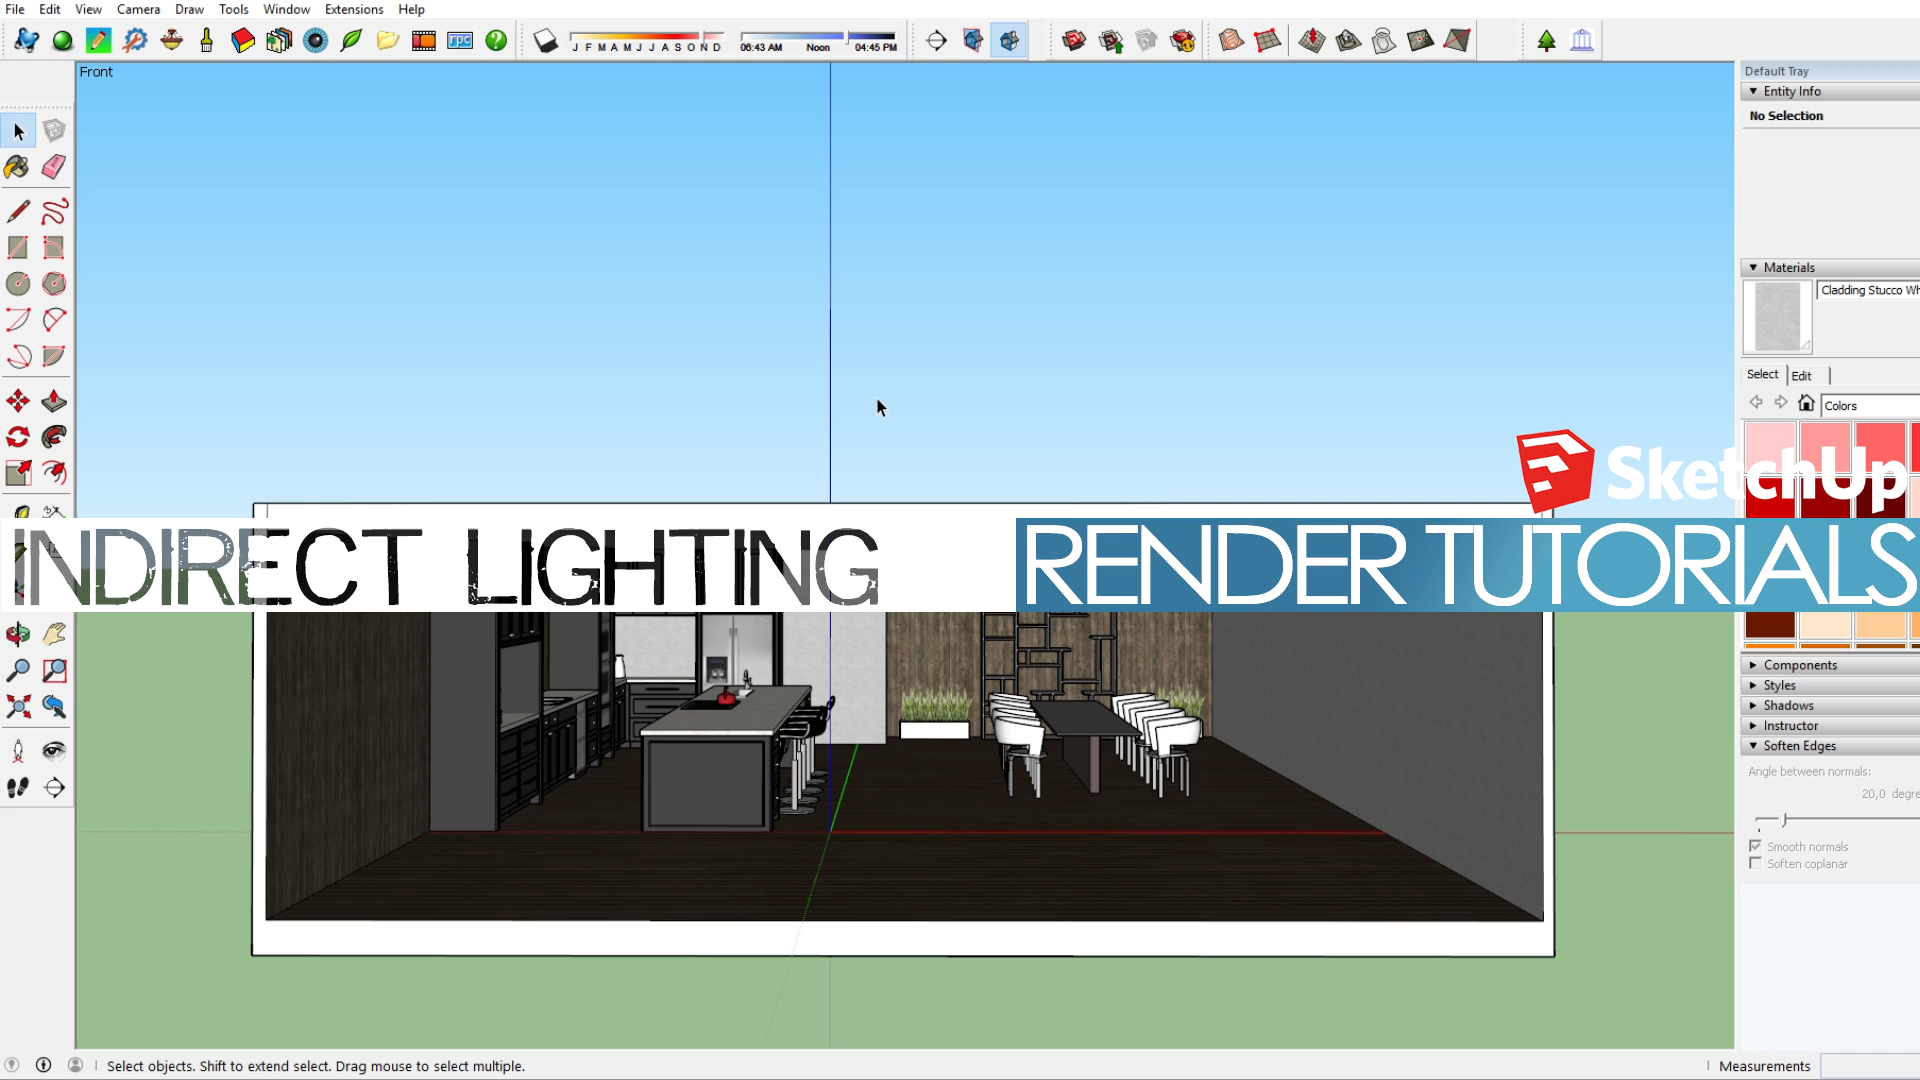 File Edit View Camera Draw Tools Window Extensions Help
J F M A M J J A S O N D
06:43 AM Noon 04:45 PM
rpc
Front
Default Tray
Entity Info
No Selection
Materials
Cladding Stucco Wh
Select Edit
Colors
SketchUp
INDIRECT LIGHTING
RENDER TUTORIALS
Components
Styles
Shadows
Instructor
Soften Edges
Angle between normals:
20,0 degre
Smooth normals
Soften coplanar
Select objects. Shift to extend select. Drag mouse to select multiple.
Measurements